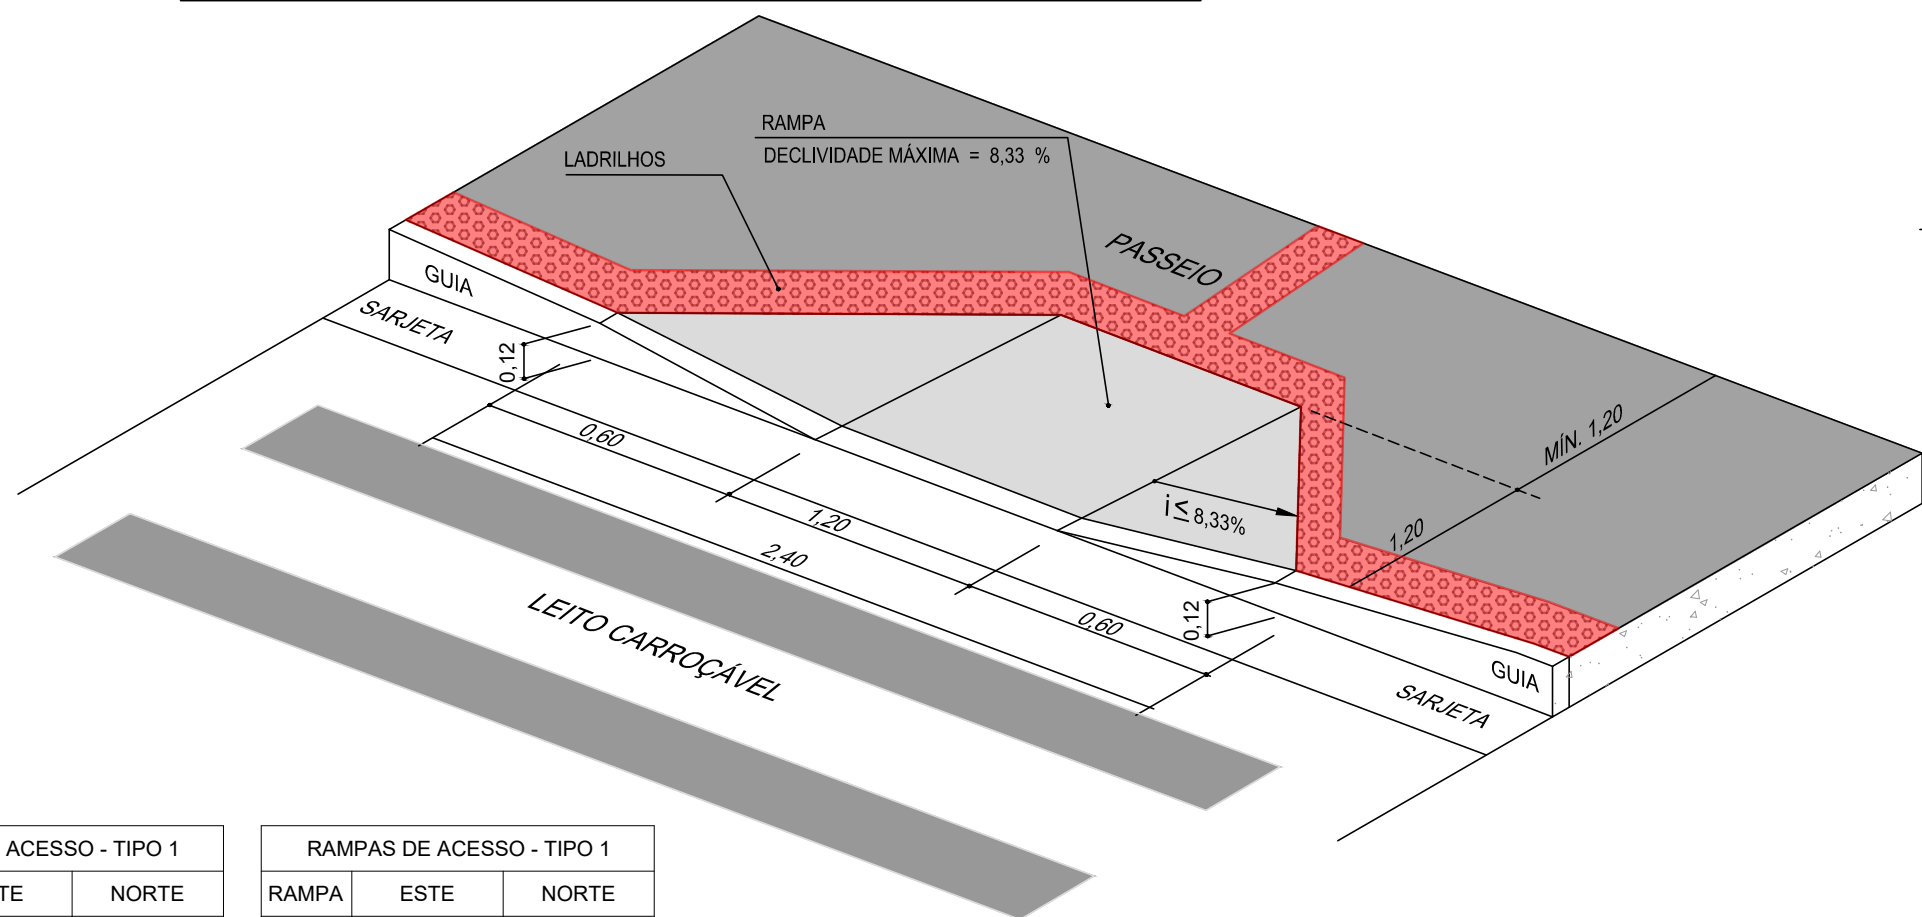 RAMPA
DECLIVIDADE MÁXIMA = 8,33 %
LADRILHOS
PASSEIO
GUIA
SARJETA
0,12
0,60
1,20
2,40
0,60
0,12
i ≤ 8,33%
MÍN. 1,20
1,20
LEITO CARROÇÁVEL
GUIA
SARJETA
ACESSO - TIPO 1
TE NORTE
RAMPAS DE ACESSO - TIPO 1
RAMPA ESTE NORTE